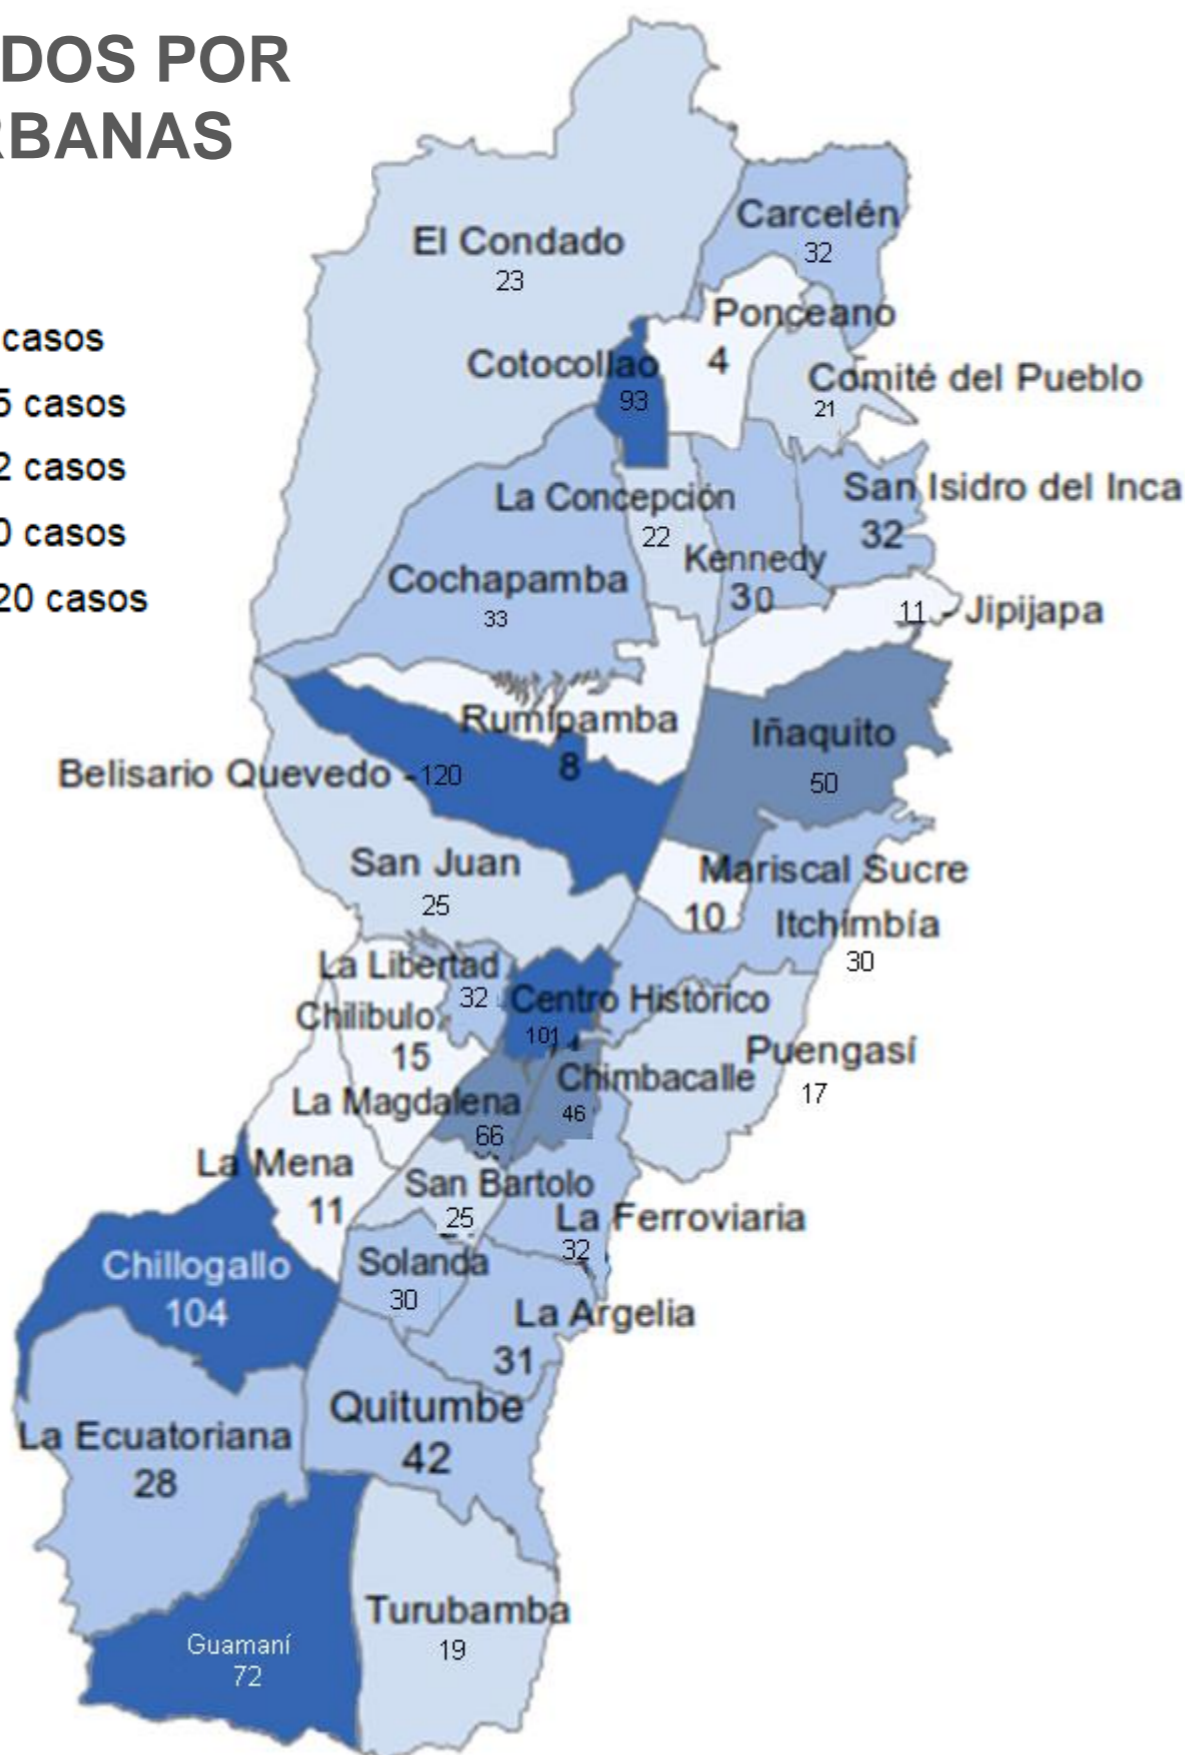 DOS POR
RBANAS
casos
5 casos
2 casos
0 casos
20 casos
El Condado
23
Carcelén
32
Ponceano
4
Cotocollao
93
Comité del Pueblo
21
La Concepción
22
San Isidro del Inca
32
Kennedy
30
Cochapamba
33
11 - Jipijapa
Rumipamba
8
Iñaquito
50
Belisario Quevedo - 120
San Juan
25
Mariscal Sucre
10
Itchimbía
30
La Libertad
32
Centro Histórico
101
Chilibulo
15
Puengasí
17
Chimbacalle
46
La Magdalena
66
La Mena
11
San Bartolo
25
La Ferroviaria
32
Chillogallo
104
Solanda
30
La Argelia
31
Quitumbe
42
La Ecuatoriana
28
Turubamba
19
Guamaní
72